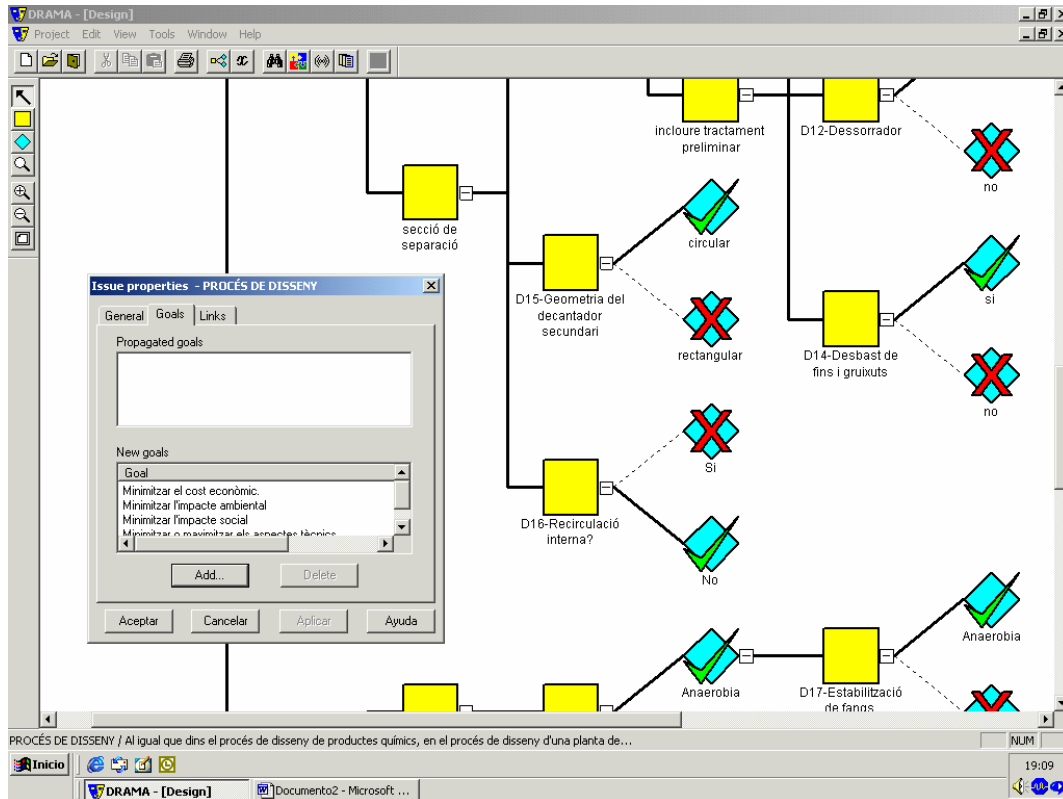 DRAMA - [Design]
Project Edit View Tools Window Help
incloure tractament
preliminar
D12-Dessorrador
no
secció de
separació
circular
D15-Geometria del
decantador
secundari
si
rectangular
D14-Desbast de
fins i gruixuts
no
Issue properties - PROCÉS DE DISSENY
General Goals Links
Propagated goals
New goals
Goal
Minimitzar el cost econòmic.
Minimitzar l'impacte ambiental
Minimitzar l'impacte social
Minimitzar o maximitzar els aspectes tècnics
Add... Delete
Aceptar Cancelar Aplicar Ayuda
Si
D16-Recirculació
interna?
No
Anaerobia
Anaerobia
D17-Estabilització
de fangs
PROCÉS DE DISSENY / Al igual que dins el procés de disseny de productes químics, en el procés de disseny d'una planta de...
NUM
Inicio
19:09
DRAMA - [Design]
Documento2 - Microsoft ...